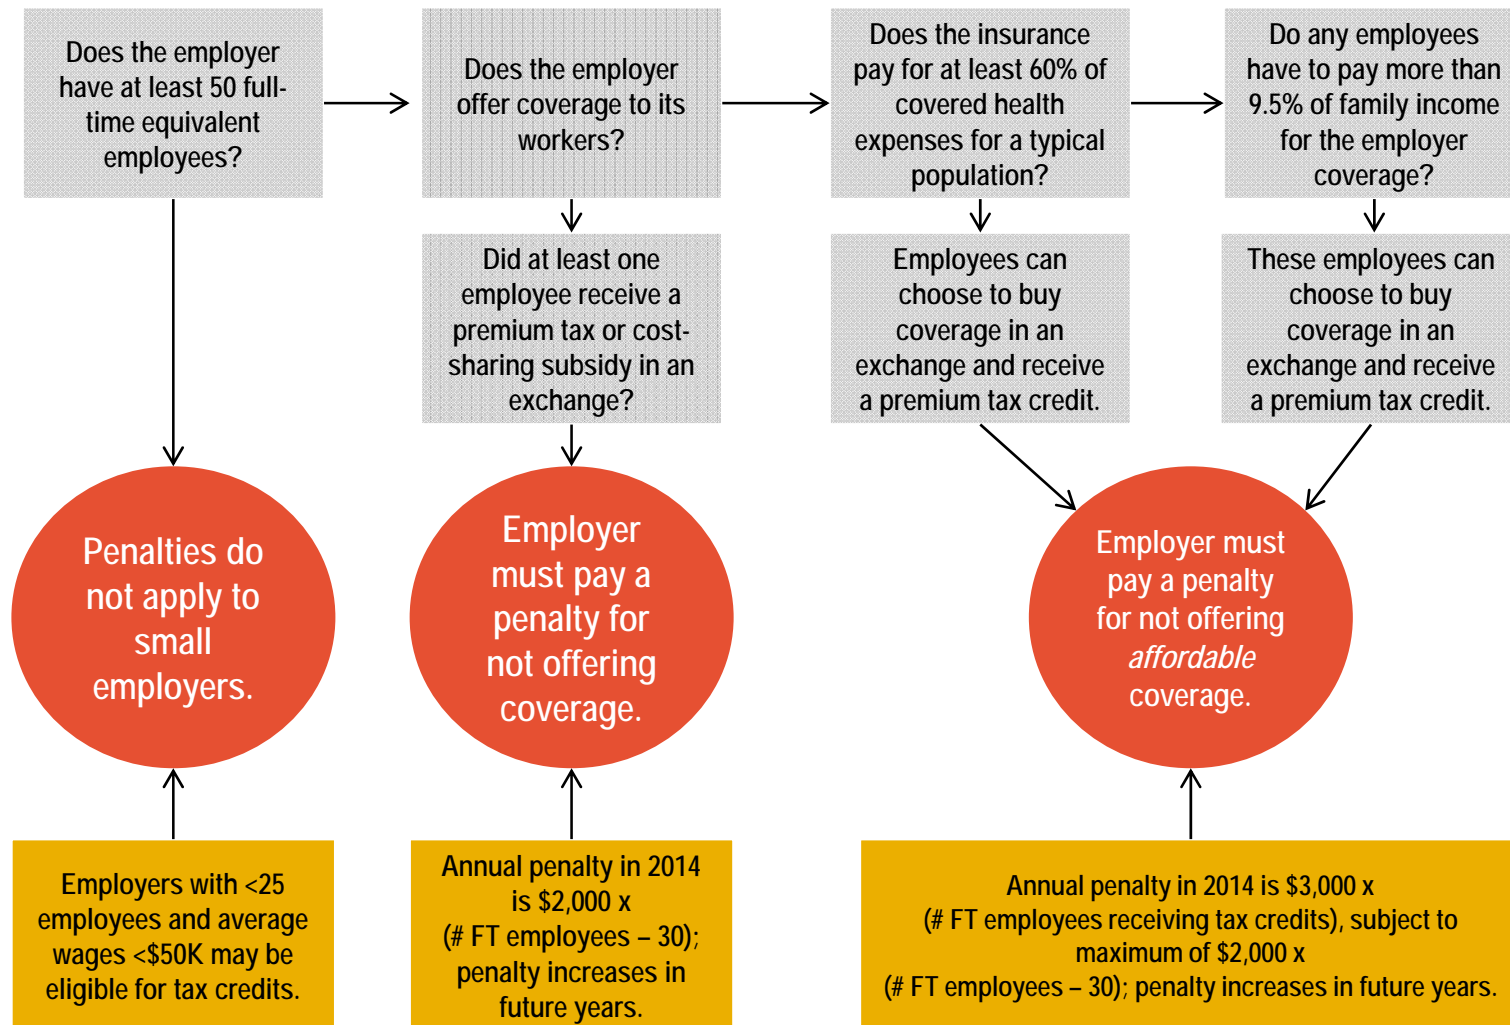 Does the employer
have at least 50 full-
time equivalent
employees?
Does the employer
offer coverage to its
workers?
Does the insurance
pay for at least 60% of
covered health
expenses for a typical
population?
Do any employees
have to pay more than
9.5% of family income
for the employer
coverage?
Did at least one
employee receive a
premium tax or cost-
sharing subsidy in an
exchange?
Employees can
choose to buy
coverage in an
exchange and receive
a premium tax credit.
These employees can
choose to buy
coverage in an
exchange and receive
a premium tax credit.
Penalties do
not apply to
small
employers.
Employer
must pay a
penalty for
not offering
coverage.
Employer must
pay a penalty
for not offering
affordable
coverage.
Employers with <25
employees and average
wages <$50K may be
eligible for tax credits.
Annual penalty in 2014
is $2,000 x
(# FT employees – 30);
penalty increases in
future years.
Annual penalty in 2014 is $3,000 x
(# FT employees receiving tax credits), subject to
maximum of $2,000 x
(# FT employees – 30); penalty increases in future years.